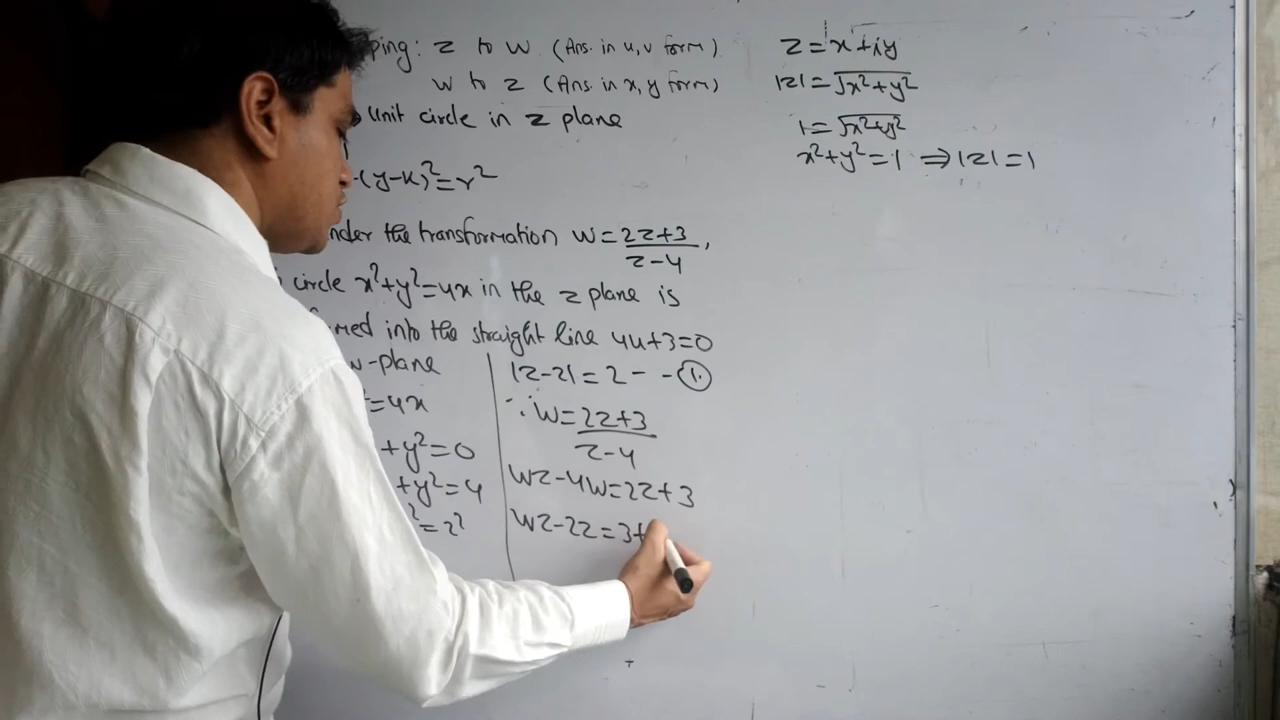 ping: z to w (Ans. in u, v form)
w to z (Ans. in x, y form)
unit circle in z plane
(y-k)²=r²
nder the transformation w = 2z+3/z-4,
circle x²+y²=4x in the z plane is
med into the straight line 4u+3=0
w-plane
=4x
+y²=0
+y²=4
²=2²
|z-2|=2 - - (1)
∵ w = 2z+3/z-4
wz-4w=2z+3
wz-2z=3+
z = x+iy
|z| = √x²+y²
1 = √x²+y²
x²+y²=1 ⇒ |z|=1